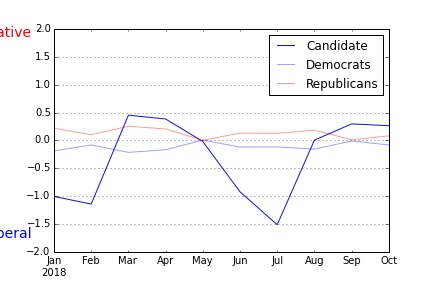 ative
2.0
1.5
1.0
0.5
0.0
−0.5
−1.0
−1.5
−2.0
beral
Candidate
Democrats
Republicans
Jan Feb Mar Apr May Jun Jul Aug Sep Oct
2018